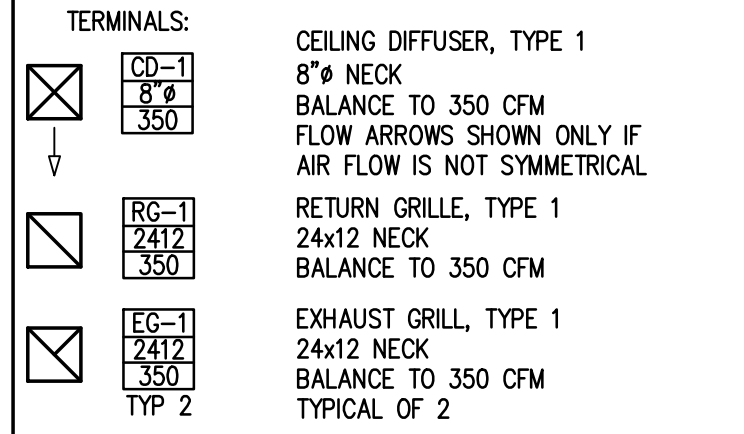 TERMINALS:
CD-1
8"ø
350
CEILING DIFFUSER, TYPE 1
8"ø NECK
BALANCE TO 350 CFM
FLOW ARROWS SHOWN ONLY IF
AIR FLOW IS NOT SYMMETRICAL
RG-1
2412
350
RETURN GRILLE, TYPE 1
24x12 NECK
BALANCE TO 350 CFM
EG-1
2412
350
TYP 2
EXHAUST GRILL, TYPE 1
24x12 NECK
BALANCE TO 350 CFM
TYPICAL OF 2